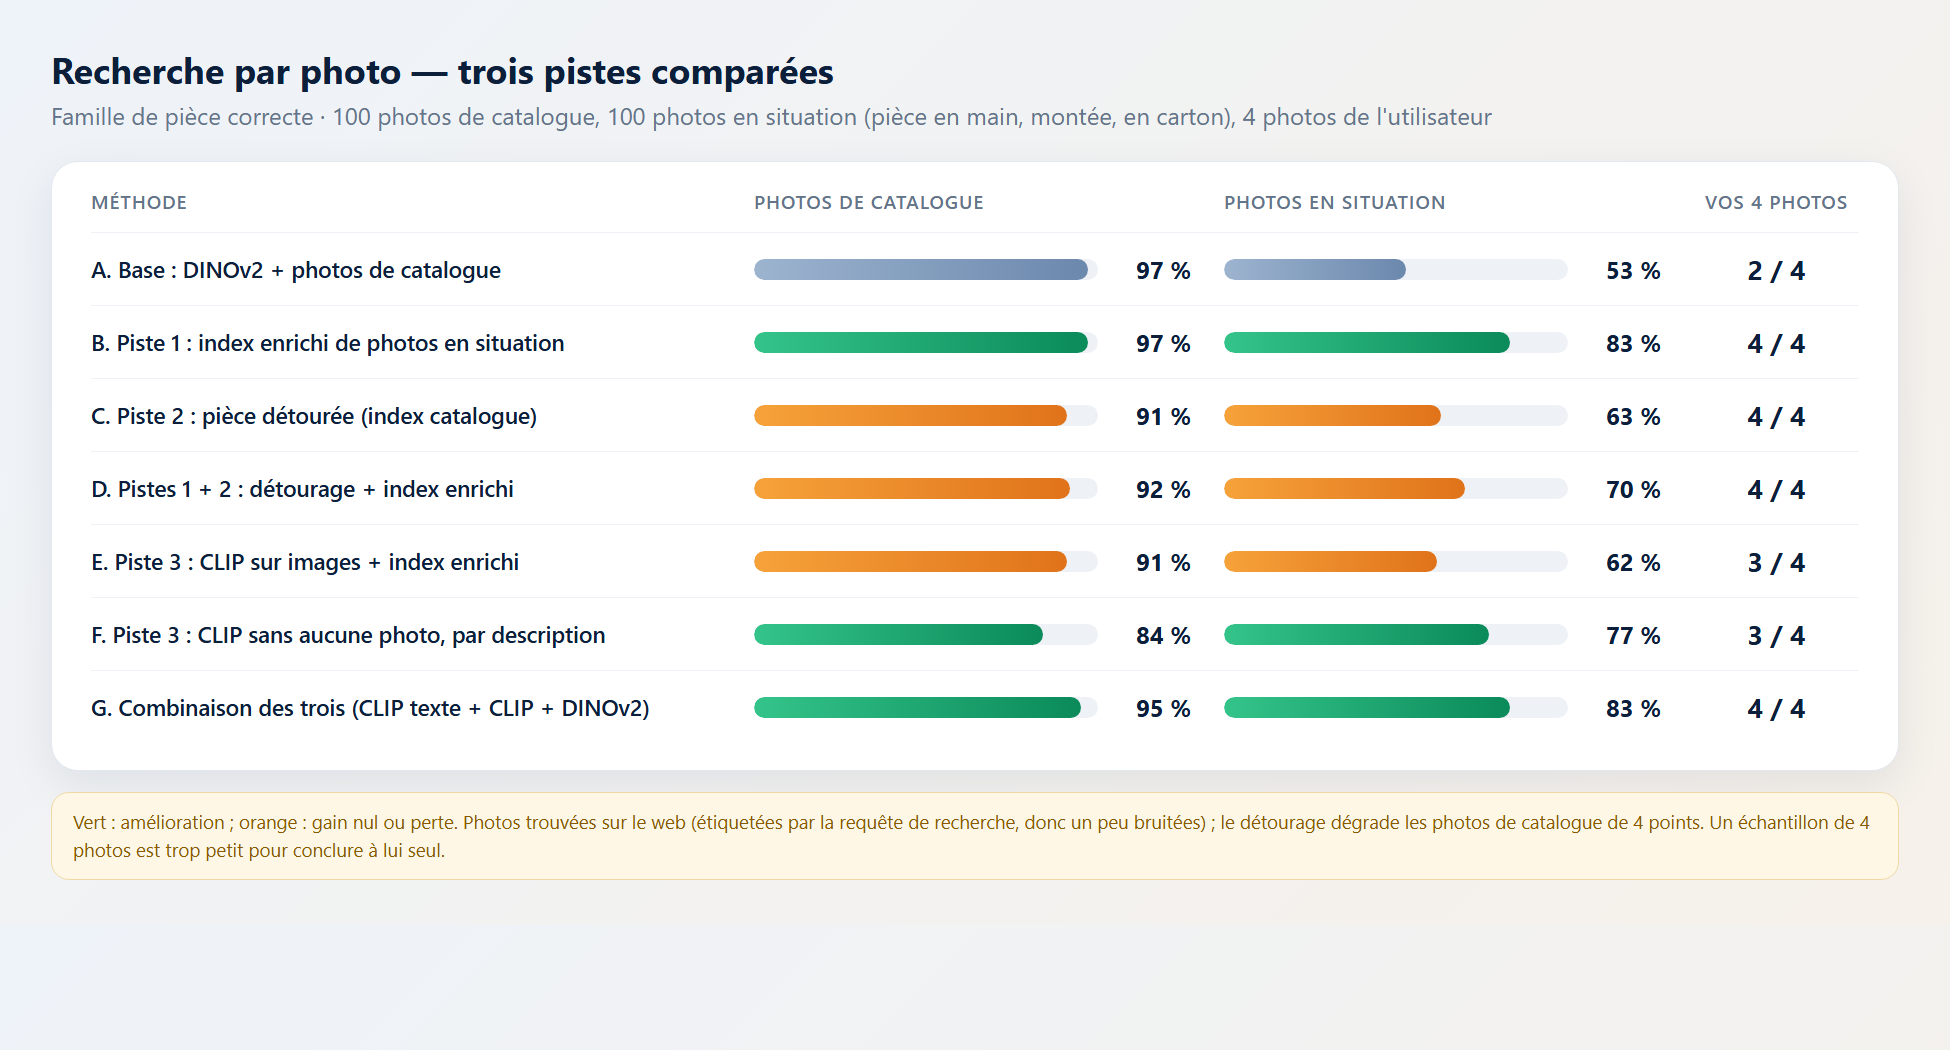 Recherche par photo — trois pistes comparées
Famille de pièce correcte · 100 photos de catalogue, 100 photos en situation (pièce en main, montée, en carton), 4 photos de l'utilisateur
MÉTHODE PHOTOS DE CATALOGUE PHOTOS EN SITUATION VOS 4 PHOTOS
A. Base : DINOv2 + photos de catalogue 97 % 53 % 2 / 4
B. Piste 1 : index enrichi de photos en situation 97 % 83 % 4 / 4
C. Piste 2 : pièce détourée (index catalogue) 91 % 63 % 4 / 4
D. Pistes 1 + 2 : détourage + index enrichi 92 % 70 % 4 / 4
E. Piste 3 : CLIP sur images + index enrichi 91 % 62 % 3 / 4
F. Piste 3 : CLIP sans aucune photo, par description 84 % 77 % 3 / 4
G. Combinaison des trois (CLIP texte + CLIP + DINOv2) 95 % 83 % 4 / 4
Vert : amélioration ; orange : gain nul ou perte. Photos trouvées sur le web (étiquetées par la requête de recherche, donc un peu bruitées) ; le détourage dégrade les photos de catalogue de 4 points. Un échantillon de 4
photos est trop petit pour conclure à lui seul.